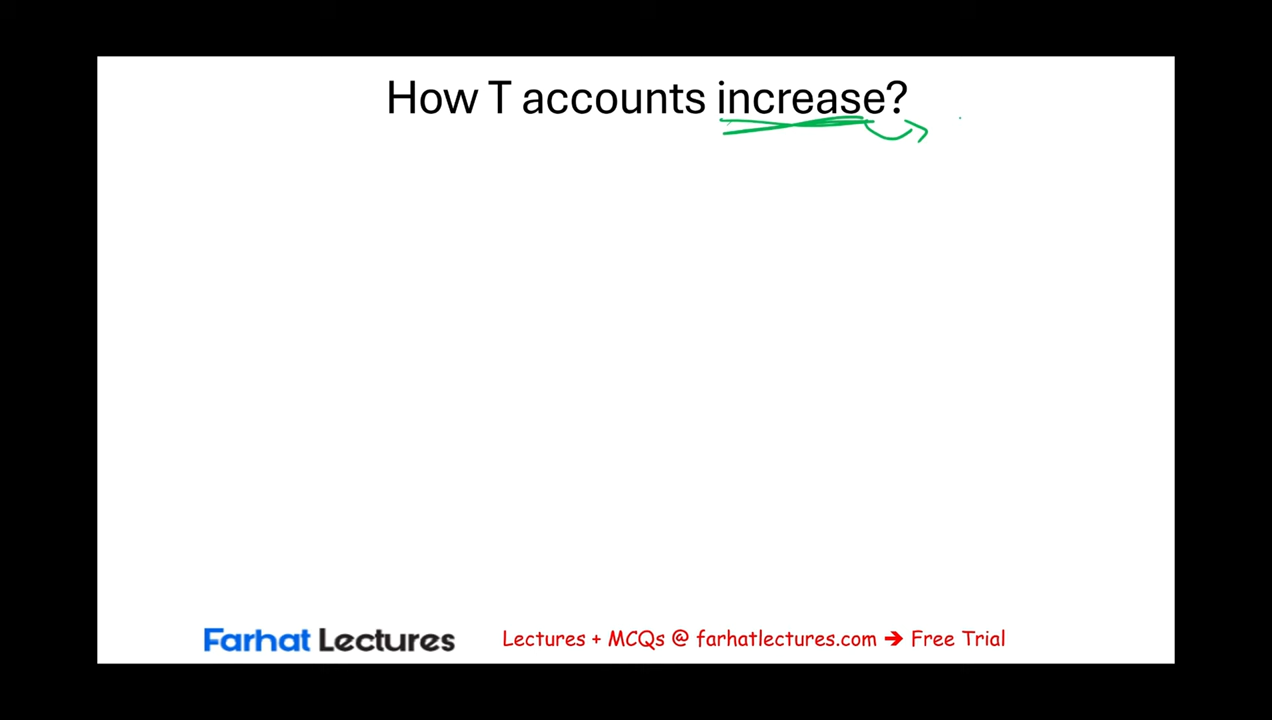 How T accounts increase?
Farhat Lectures
Lectures + MCQs @ farhatlectures.com → Free Trial